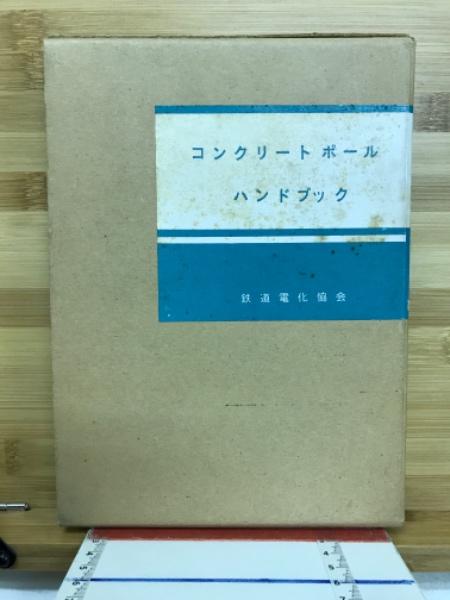 コンクリート ポール
ハンドブック
鉄道電化協会